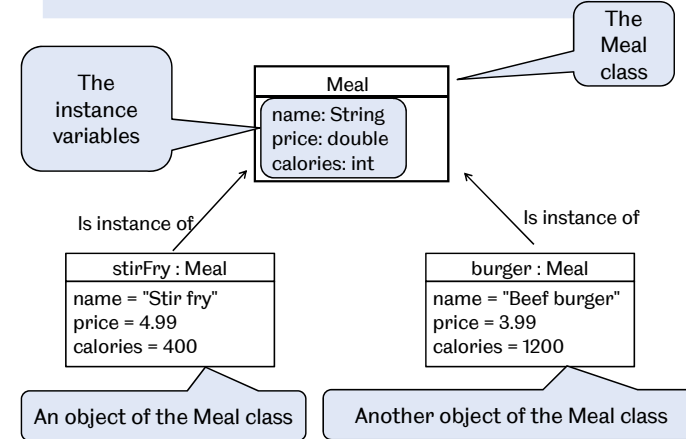 The
Meal
class
The
instance
variables
Meal
name: String
price: double
calories: int
Is instance of
Is instance of
stirFry : Meal
name = "Stir fry"
price = 4.99
calories = 400
burger : Meal
name = "Beef burger"
price = 3.99
calories = 1200
An object of the Meal class
Another object of the Meal class